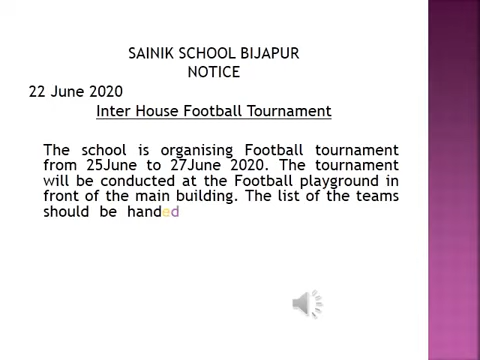 SAINIK SCHOOL BIJAPUR
NOTICE
22 June 2020
Inter House Football Tournament
The school is organising Football tournament
from 25June to 27June 2020. The tournament
will be conducted at the Football playground in
front of the main building. The list of the teams
should be handed